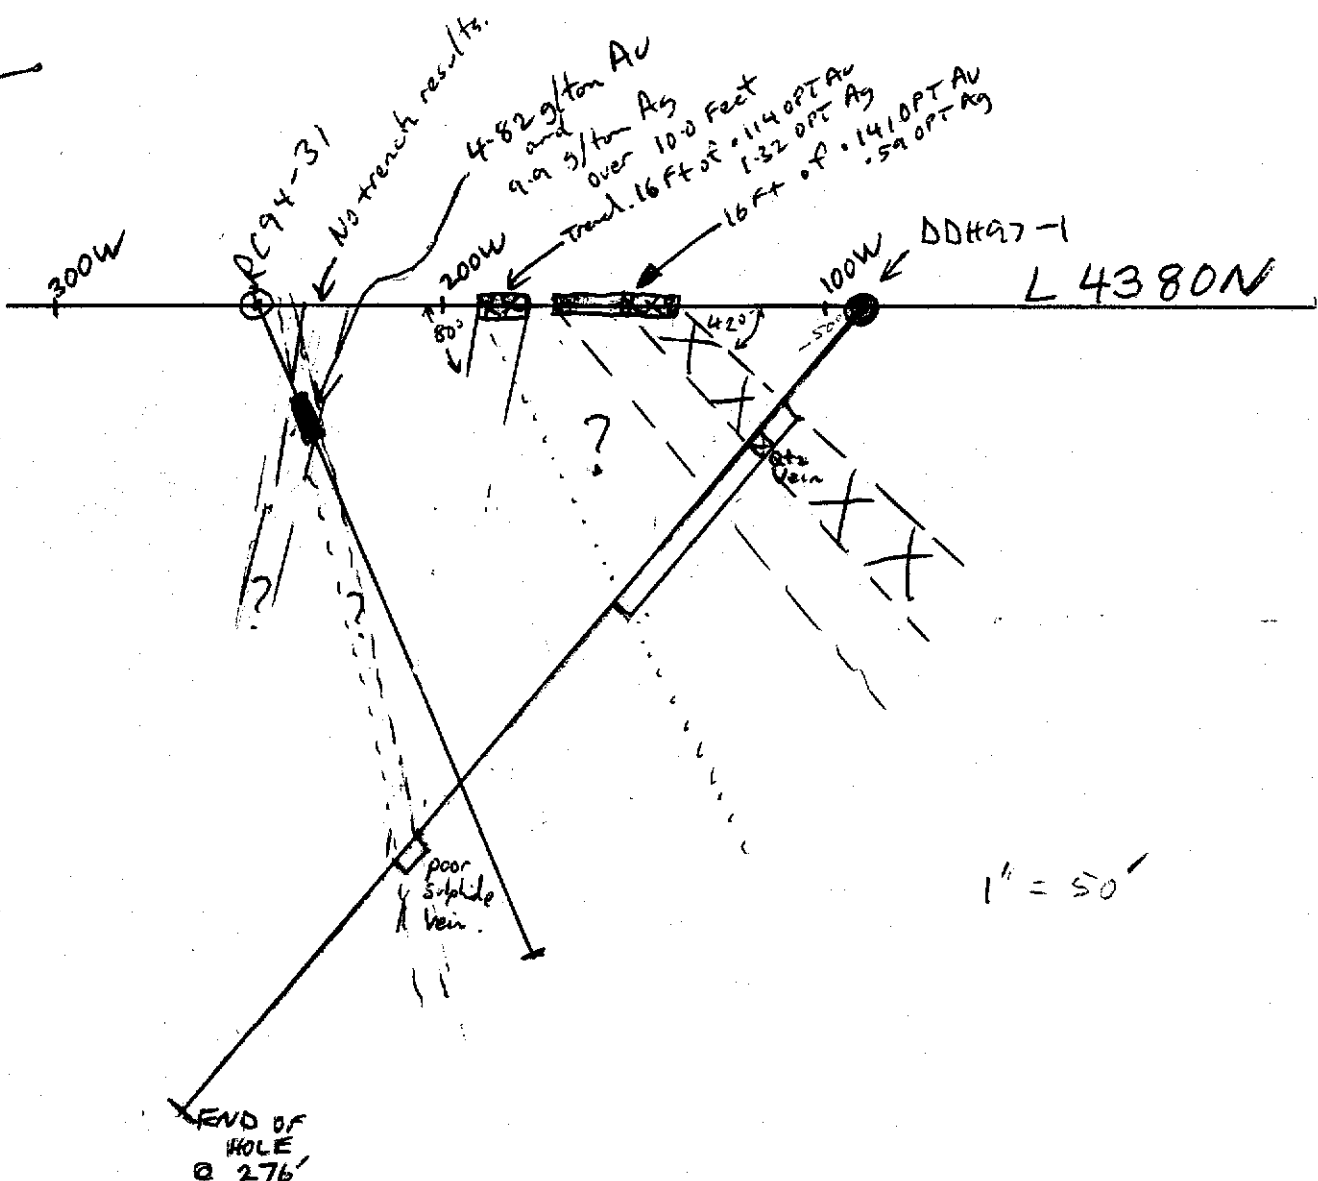 No trench results.
4.82 g/ton Au
and
9.9 g/ton Ag
over 10.0 Feet
Trench. 16 Ft of .114 OPT Au
1.32 OPT Ag
16 Ft of .141 OPT Au
.59 OPT Ag
RC94-31
300W
200W
100W
DDH97-1
L 4380N
80°
42°
-50°
?
Qtz
Vein
?
?
poor
sulphide
vein.
1" = 50'
END OF
HOLE
@ 276'